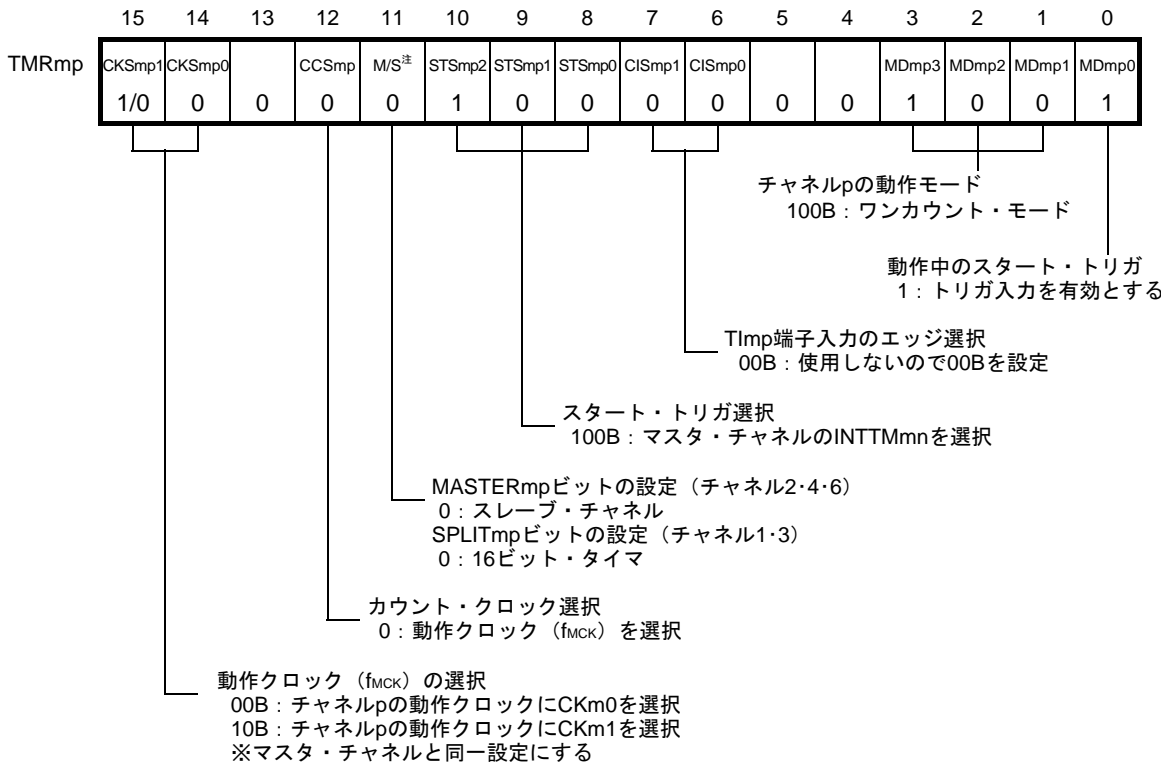 15 14 13 12 11 10 9 8 7 6 5 4 3 2 1 0
TMRmp CKSmp1 CKSmp0 CCSmp M/S注 STSmp2 STSmp1 STSmp0 CISmp1 CISmp0 MDmp3 MDmp2 MDmp1 MDmp0
1/0 0 0 0 0 1 0 0 0 0 0 0 1 0 0 1
チャネルpの動作モード
100B：ワンカウント・モード
動作中のスタート・トリガ
1：トリガ入力を有効とする
TImp端子入力のエッジ選択
00B：使用しないので00Bを設定
スタート・トリガ選択
100B：マスタ・チャネルのINTTMmnを選択
MASTERmpビットの設定（チャネル2･4･6）
0：スレーブ・チャネル
SPLITmpビットの設定（チャネル1･3）
0：16ビット・タイマ
カウント・クロック選択
0：動作クロック（fMCK）を選択
動作クロック（fMCK）の選択
00B：チャネルpの動作クロックにCKm0を選択
10B：チャネルpの動作クロックにCKm1を選択
※マスタ・チャネルと同一設定にする